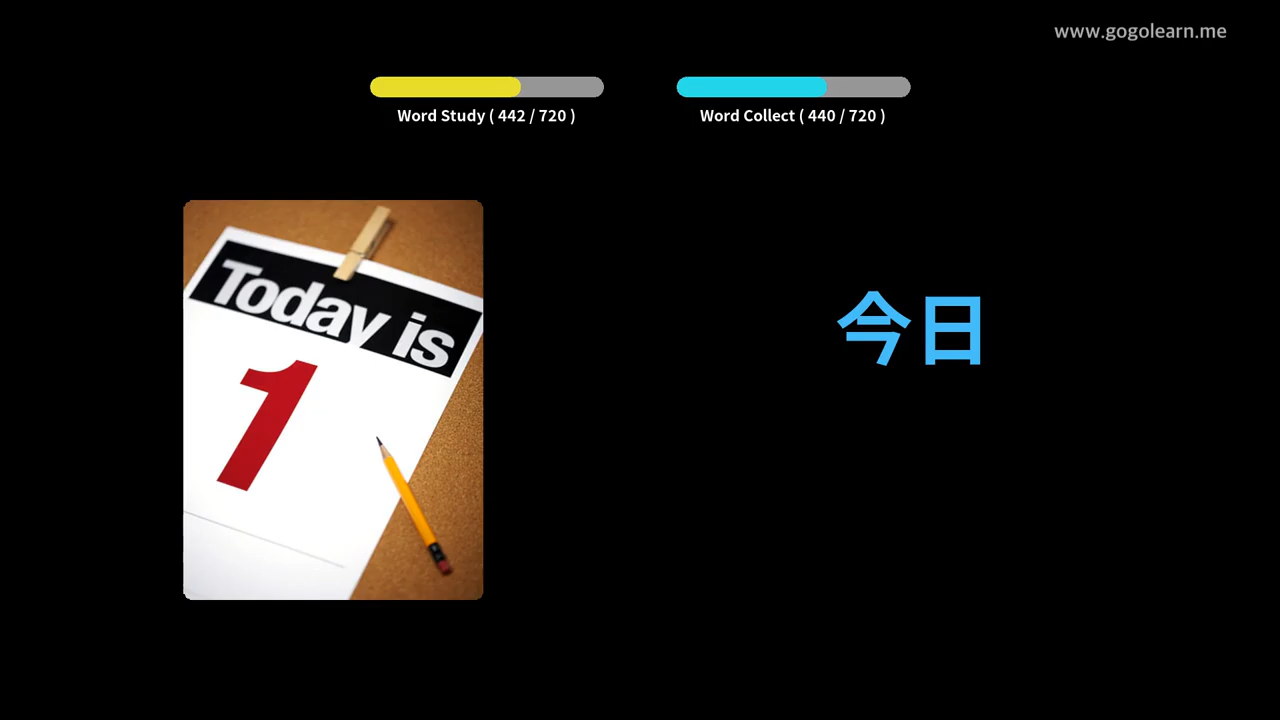 www.gogolearn.me
Word Study ( 442 / 720 )
Word Collect ( 440 / 720 )
Today is
1
今日